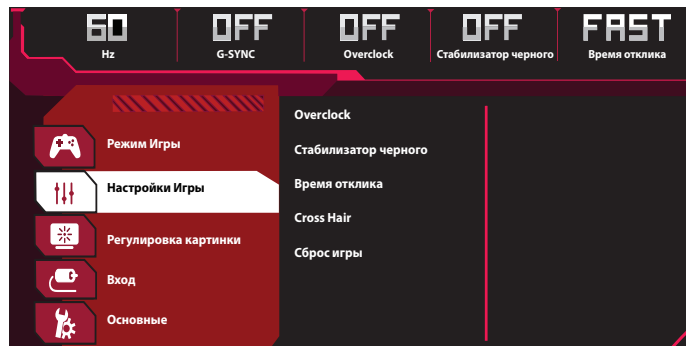 60 OFF OFF OFF FAST
Hz G-SYNC Overclock Стабилизатор черного Время отклика
Режим Игры
Настройки Игры
Регулировка картинки
Вход
Основные
Overclock
Стабилизатор черного
Время отклика
Cross Hair
Сброс игры